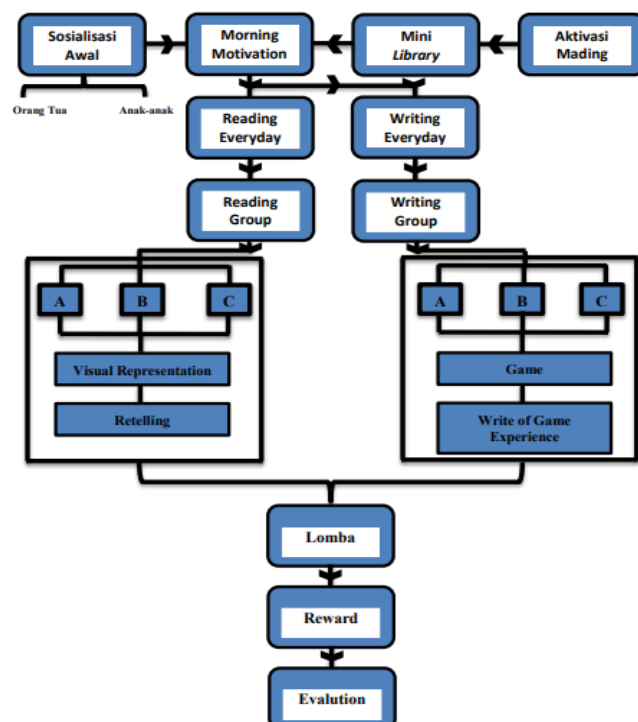 Sosialisasi
Awal
Morning
Motivation
Mini
Library
Aktivasi
Mading
Orang Tua
Anak-anak
Reading
Everyday
Writing
Everyday
Reading
Group
Writing
Group
A
B
C
Visual Representation
Retelling
A
B
C
Game
Write of Game
Experience
Lomba
Reward
Evalution